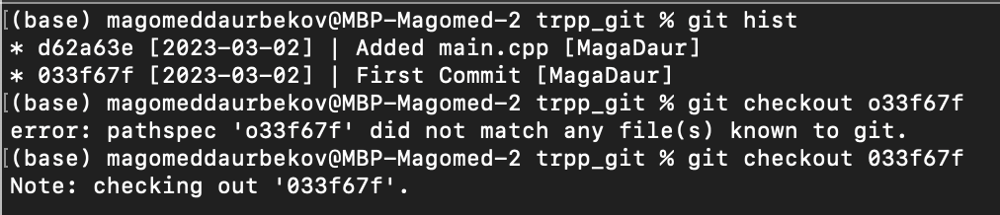 [(base) magomeddaurbekov@MBP-Magomed-2 trpp_git % git hist
* d62a63e [2023-03-02] | Added main.cpp [MagaDaur]
* 033f67f [2023-03-02] | First Commit [MagaDaur]
[(base) magomeddaurbekov@MBP-Magomed-2 trpp_git % git checkout o33f67f
error: pathspec 'o33f67f' did not match any file(s) known to git.
[(base) magomeddaurbekov@MBP-Magomed-2 trpp_git % git checkout 033f67f
Note: checking out '033f67f'.